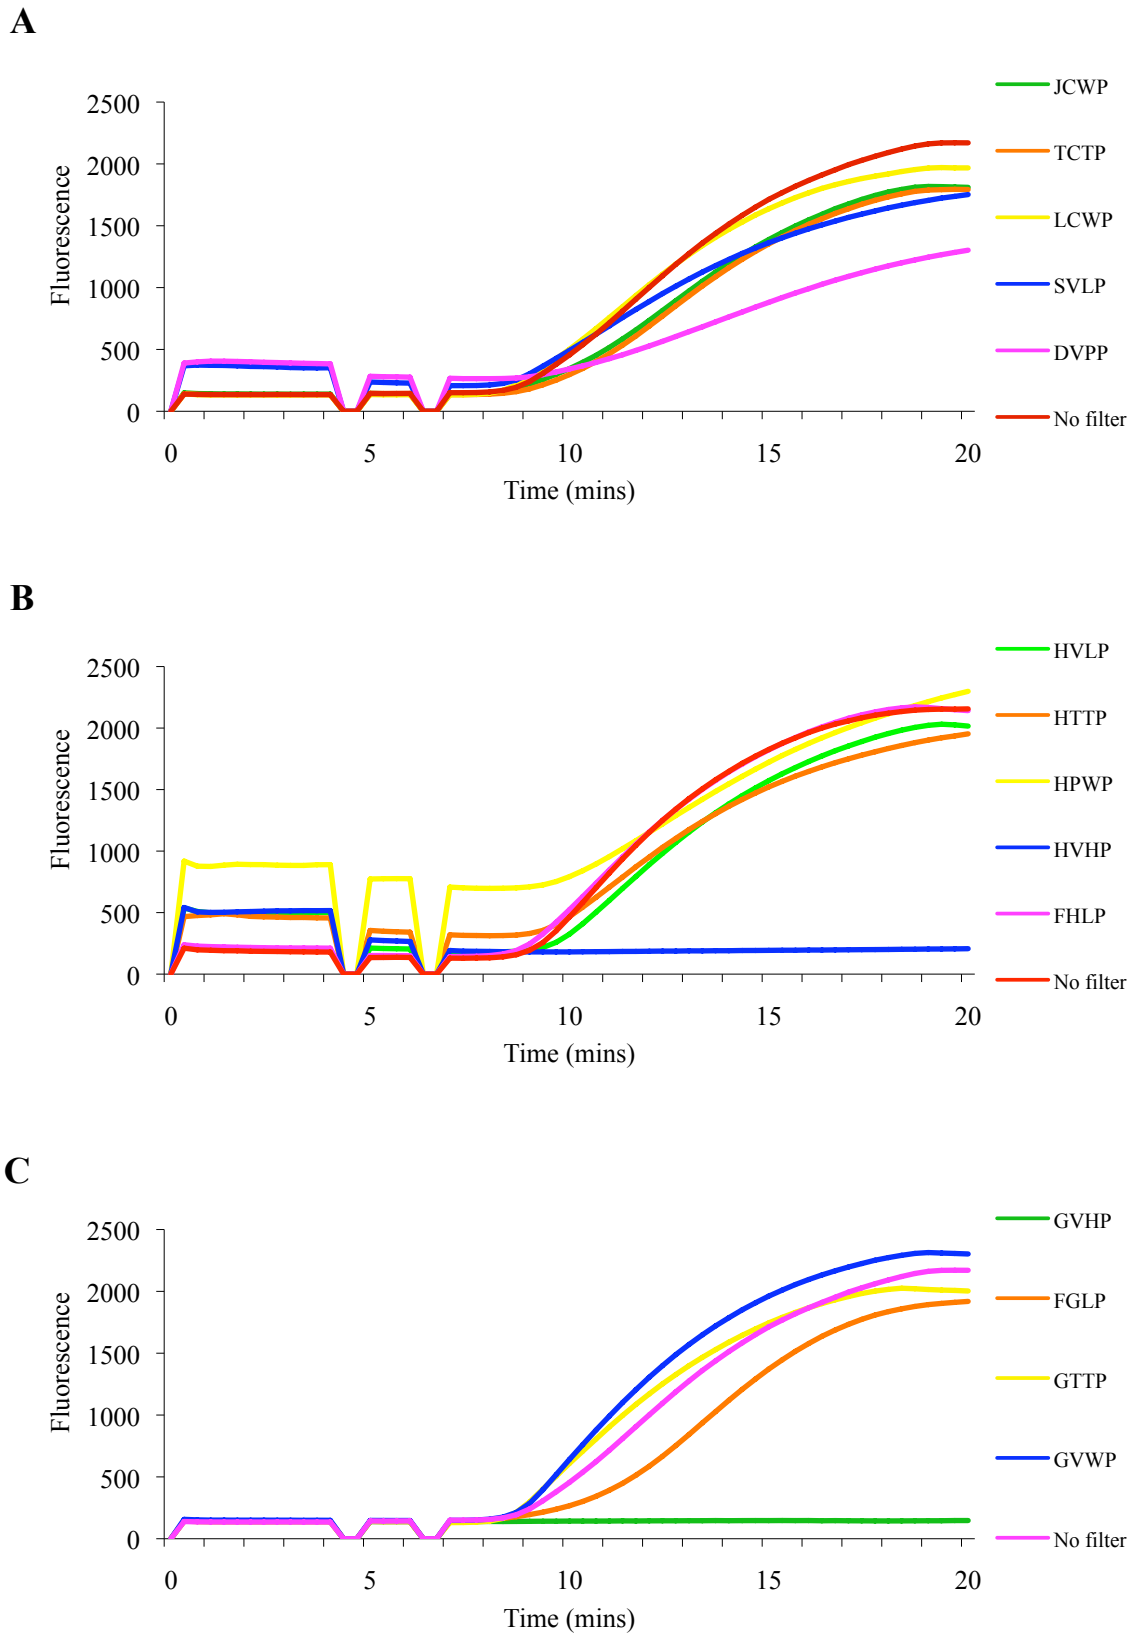 A
Fluorescence
2500
2000
1500
1000
500
0
0 5 10 15 20
Time (mins)
JCWP
TCTP
LCWP
SVLP
DVPP
No filter
B
Fluorescence
2500
2000
1500
1000
500
0
0 5 10 15 20
Time (mins)
HVLP
HTTP
HPWP
HVHP
FHLP
No filter
C
Fluorescence
2500
2000
1500
1000
500
0
0 5 10 15 20
Time (mins)
GVHP
FGLP
GTTP
GVWP
No filter